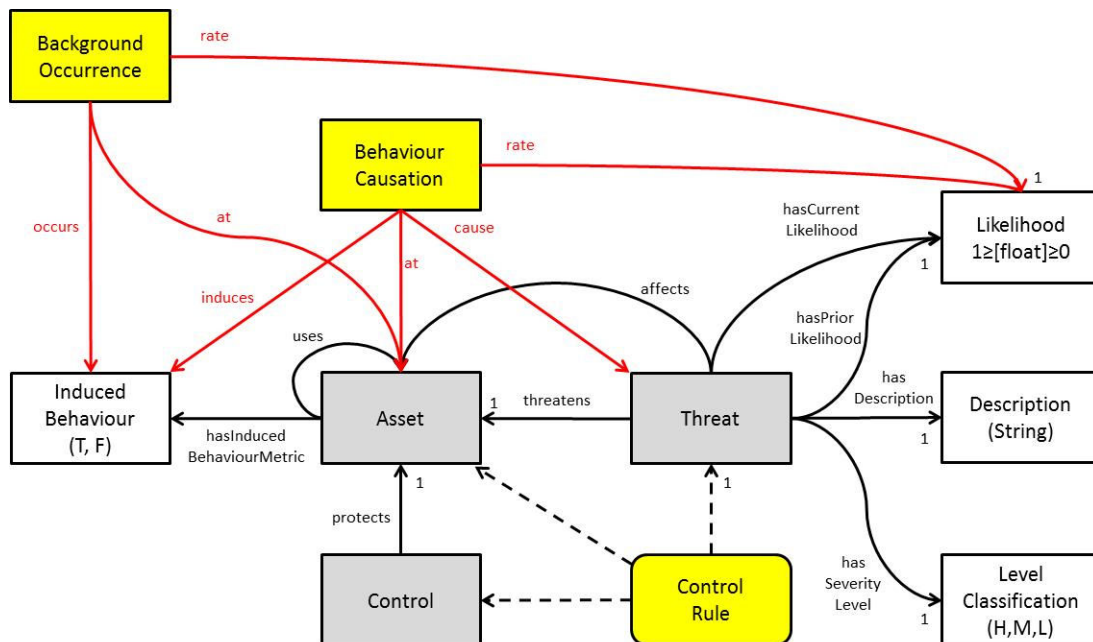 Background
Occurrence
rate
Behaviour
Causation
rate
1
occurs
at
induces
at
cause
hasCurrent
Likelihood
Likelihood
1≥[float]≥0
1
affects
hasPrior
Likelihood
uses
Induced
Behaviour
(T, F)
hasInduced
BehaviourMetric
Asset
1
threatens
Threat
has
Description
1
Description
(String)
1
1
protects
Control
Control
Rule
has
Severity
Level
1
Level
Classification
(H,M,L)